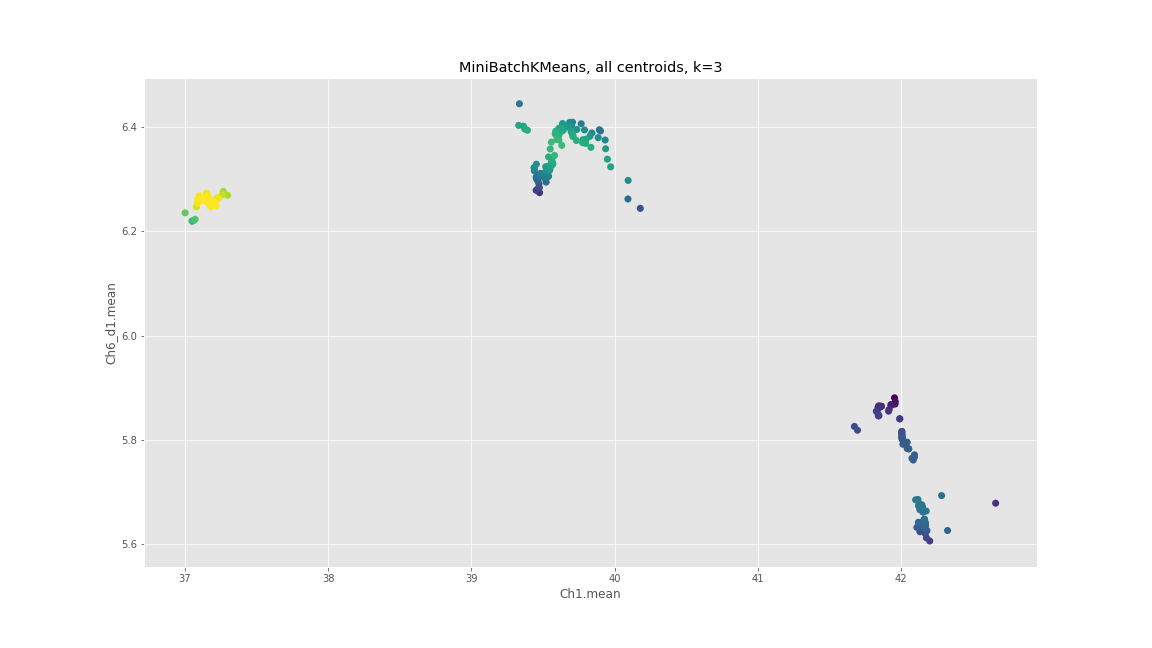 MiniBatchKMeans, all centroids, k=3
6.4
6.2
6.0
5.8
5.6
Ch6_d1.mean
37 38 39 40 41 42
Ch1.mean